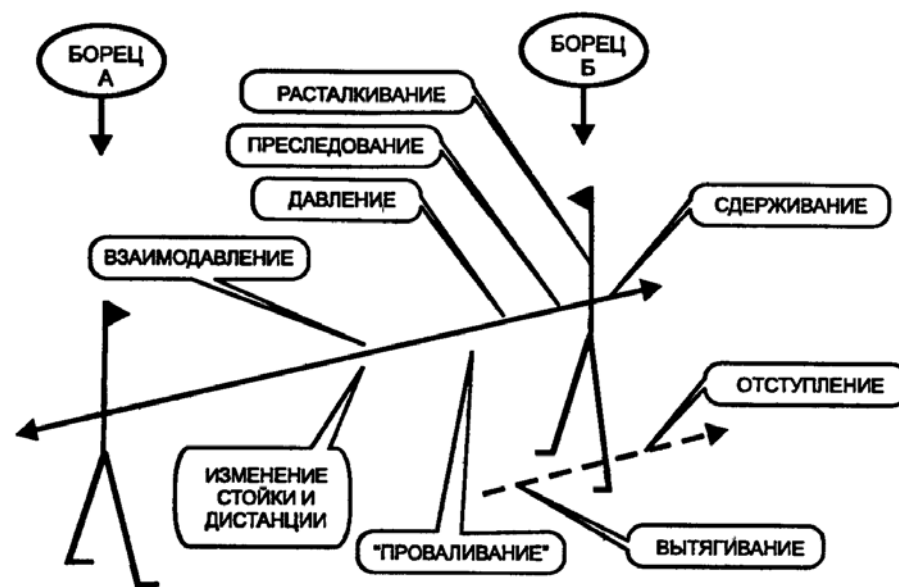 БОРЕЦ
А
БОРЕЦ
Б
РАСТАЛКИВАНИЕ
ПРЕСЛЕДОВАНИЕ
ДАВЛЕНИЕ
СДЕРЖИВАНИЕ
ВЗАИМОДАВЛЕНИЕ
ОТСТУПЛЕНИЕ
ИЗМЕНЕНИЕ
СТОЙКИ И
ДИСТАНЦИИ
"ПРОВАЛИВАНИЕ"
ВЫТЯГИВАНИЕ